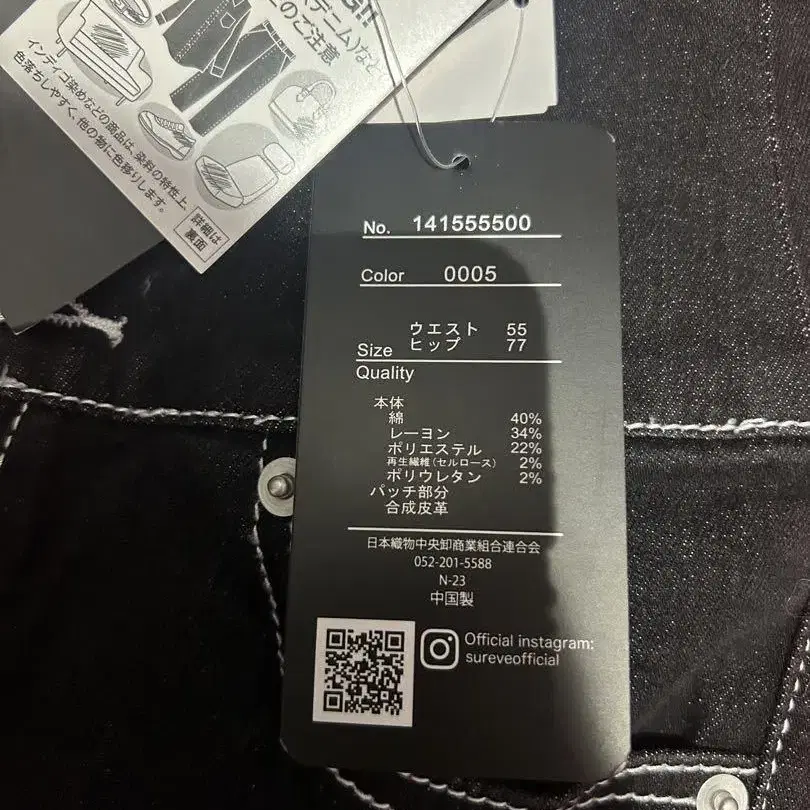 (デニム)など
のご注意
インディゴ染めなどの商品は、染料の特性上、
色落ちしやすく、他の物に色移りします。
詳細は
裏面
No. 141555500
Color 0005
Size ウエスト 55
ヒップ 77
Quality
本体
綿 40%
レーヨン 34%
ポリエステル 22%
再生繊維(セルロース) 2%
ポリウレタン 2%
パッチ部分
合成皮革
日本織物中央卸商業組合連合会
052-201-5588
N-23
中国製
Official instagram:
sureveofficial